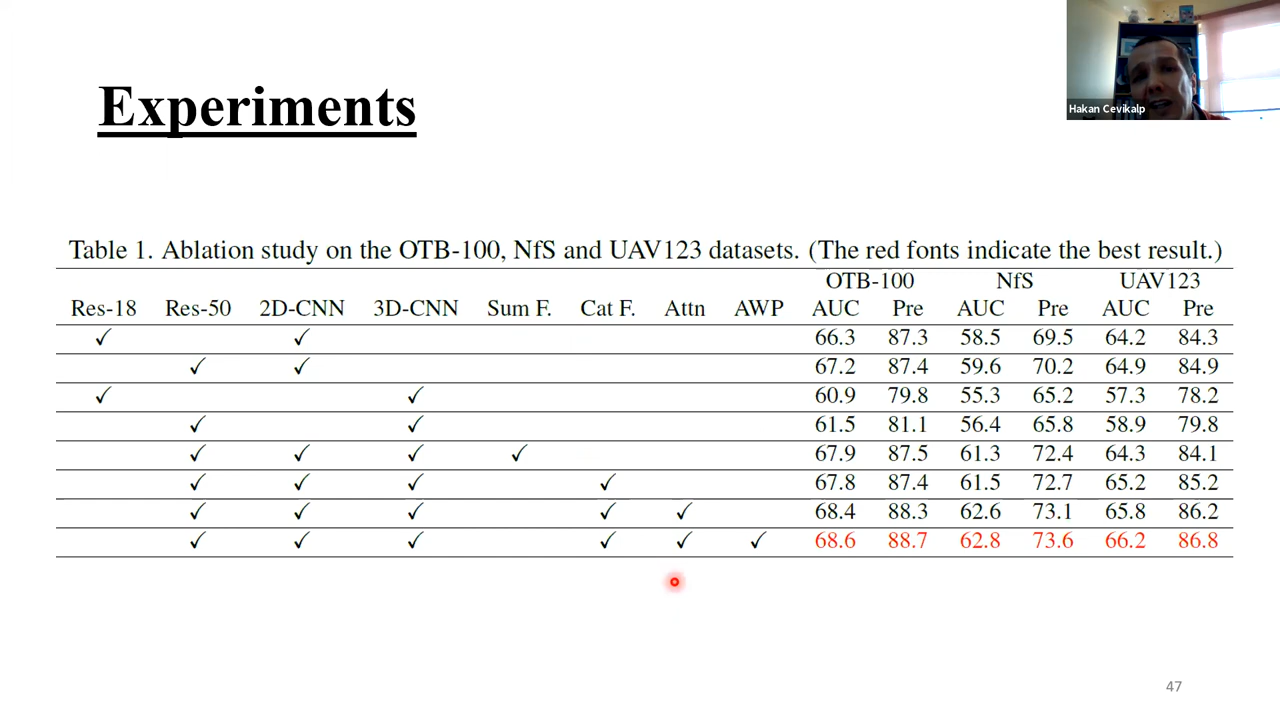 Hakan Cevikalp
Experiments
Table 1. Ablation study on the OTB-100, NfS and UAV123 datasets. (The red fonts indicate the best result.)
OTB-100 NfS UAV123
Res-18 Res-50 2D-CNN 3D-CNN Sum F. Cat F. Attn AWP AUC Pre AUC Pre AUC Pre
✓ ✓ 66.3 87.3 58.5 69.5 64.2 84.3
✓ ✓ 67.2 87.4 59.6 70.2 64.9 84.9
✓ ✓ 60.9 79.8 55.3 65.2 57.3 78.2
✓ ✓ 61.5 81.1 56.4 65.8 58.9 79.8
✓ ✓ ✓ ✓ 67.9 87.5 61.3 72.4 64.3 84.1
✓ ✓ ✓ ✓ 67.8 87.4 61.5 72.7 65.2 85.2
✓ ✓ ✓ ✓ ✓ 68.4 88.3 62.6 73.1 65.8 86.2
✓ ✓ ✓ ✓ ✓ ✓ 68.6 88.7 62.8 73.6 66.2 86.8
47